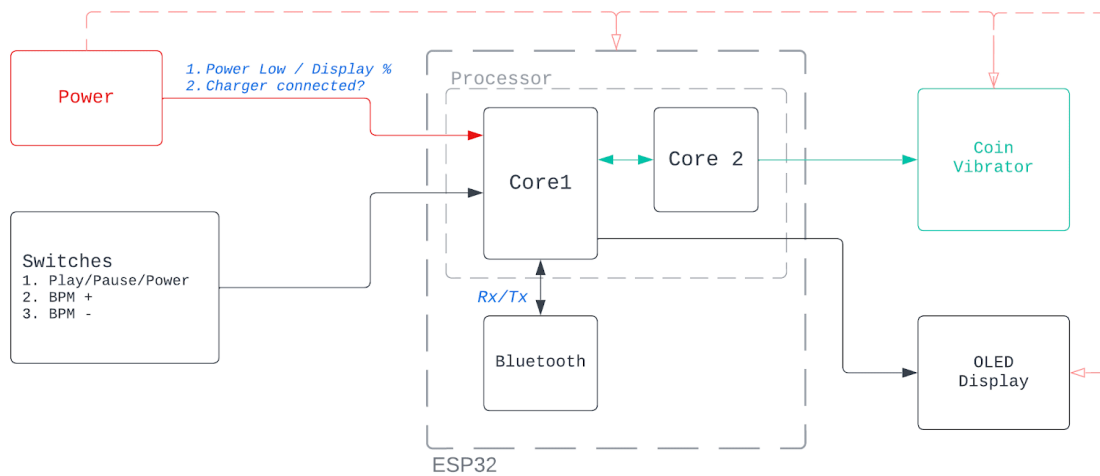 Power
1.Power Low / Display %
2.Charger connected?
Processor
Core1
Core 2
Coin
Vibrator
Switches
1. Play/Pause/Power
2. BPM +
3. BPM -
Rx/Tx
Bluetooth
OLED
Display
ESP32